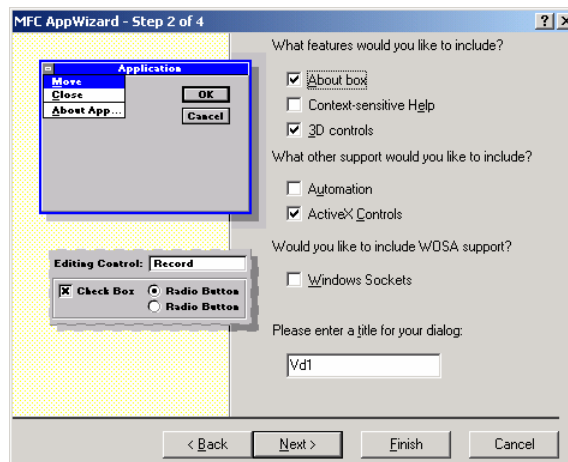 MFC AppWizard - Step 2 of 4
Application
Move
Close
About App...
OK
Cancel
Editing Control: Record
Check Box
Radio Button
Radio Button
What features would you like to include?
About box
Context-sensitive Help
3D controls
What other support would you like to include?
Automation
ActiveX Controls
Would you like to include WOSA support?
Windows Sockets
Please enter a title for your dialog:
Vd1
< Back
Next >
Finish
Cancel